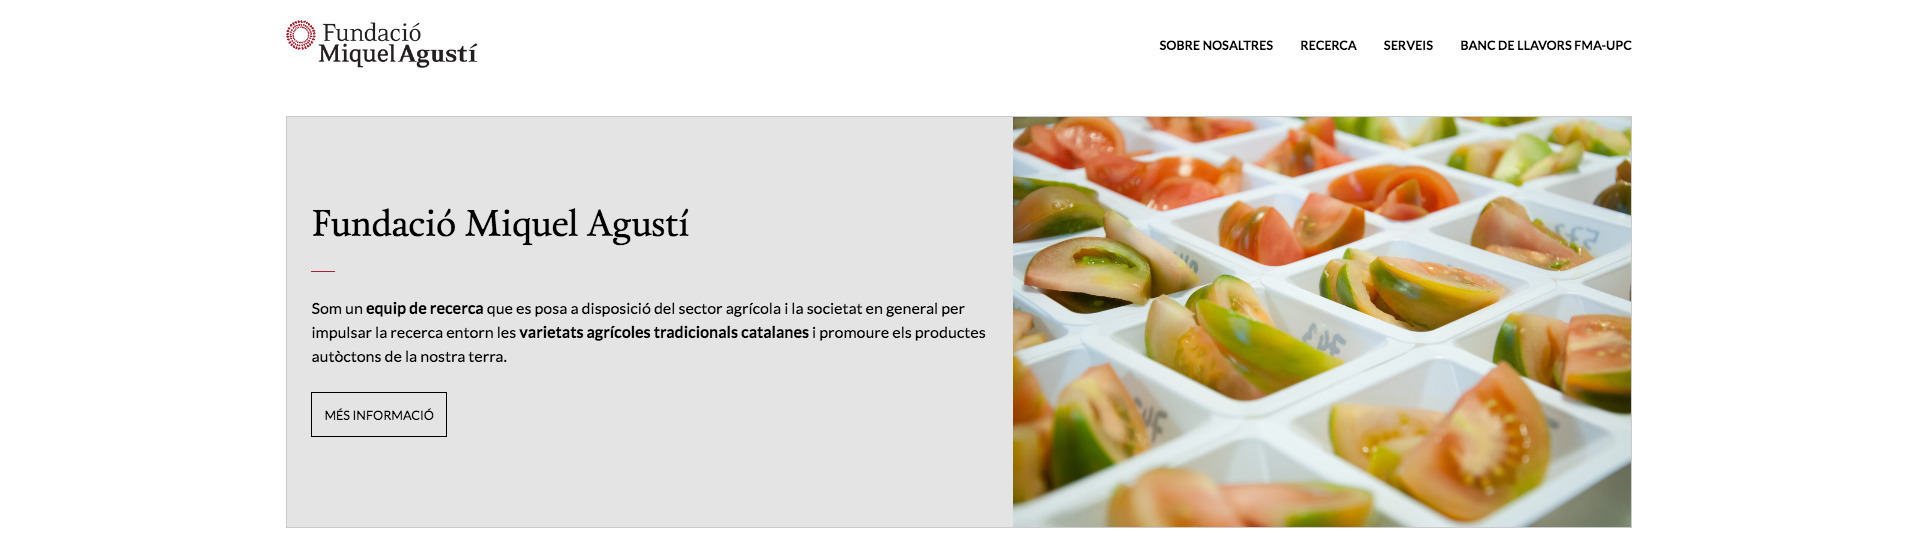 Fundació
Miquel Agustí
SOBRE NOSALTRES RECERCA SERVEIS BANC DE LLAVORS FMA-UPC
Fundació Miquel Agustí
Som un equip de recerca que es posa a disposició del sector agrícola i la societat en general per
impulsar la recerca entorn les varietats agrícoles tradicionals catalanes i promoure els productes
autòctons de la nostra terra.
MÉS INFORMACIÓ